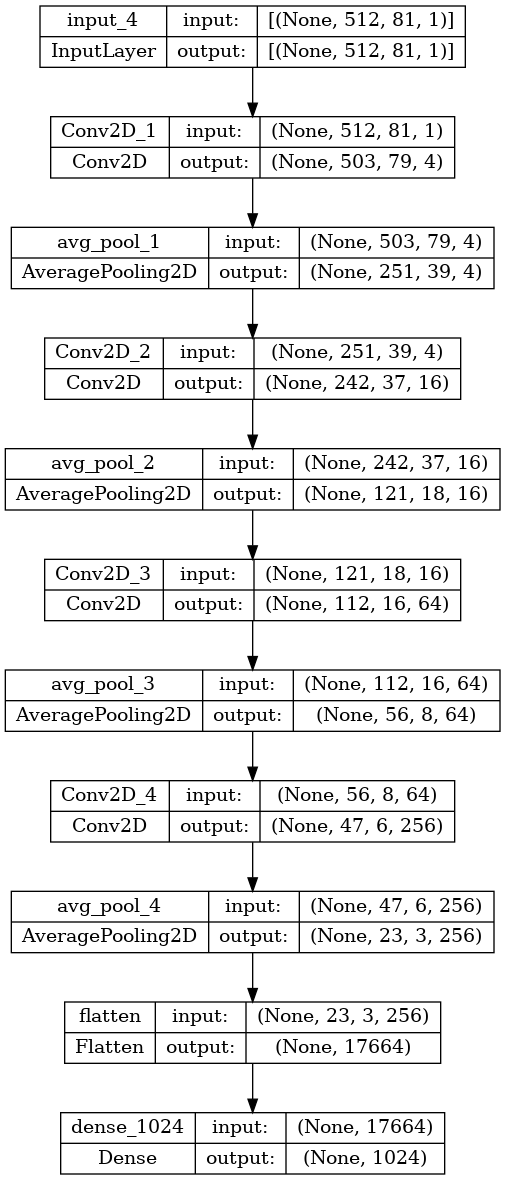 input_4 input: [(None, 512, 81, 1)]
InputLayer output: [(None, 512, 81, 1)]
Conv2D_1 input: (None, 512, 81, 1)
Conv2D output: (None, 503, 79, 4)
avg_pool_1 input: (None, 503, 79, 4)
AveragePooling2D output: (None, 251, 39, 4)
Conv2D_2 input: (None, 251, 39, 4)
Conv2D output: (None, 242, 37, 16)
avg_pool_2 input: (None, 242, 37, 16)
AveragePooling2D output: (None, 121, 18, 16)
Conv2D_3 input: (None, 121, 18, 16)
Conv2D output: (None, 112, 16, 64)
avg_pool_3 input: (None, 112, 16, 64)
AveragePooling2D output: (None, 56, 8, 64)
Conv2D_4 input: (None, 56, 8, 64)
Conv2D output: (None, 47, 6, 256)
avg_pool_4 input: (None, 47, 6, 256)
AveragePooling2D output: (None, 23, 3, 256)
flatten input: (None, 23, 3, 256)
Flatten output: (None, 17664)
dense_1024 input: (None, 17664)
Dense output: (None, 1024)